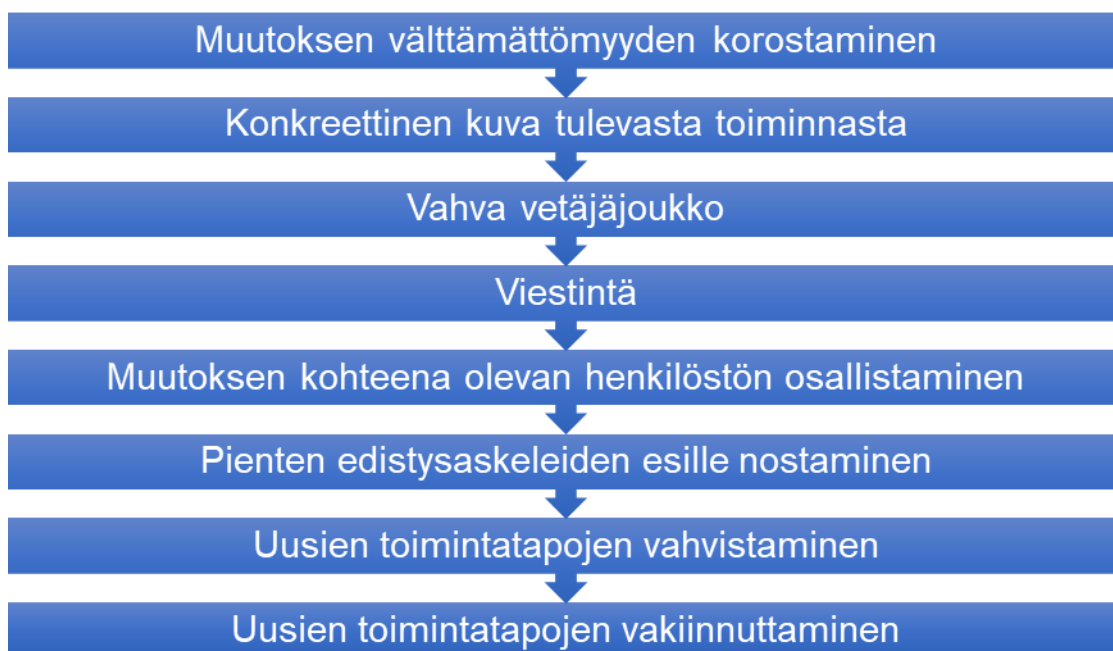 Muutoksen välttämättömyyden korostaminen
Konkreettinen kuva tulevasta toiminnasta
Vahva vetäjäjoukko
Viestintä
Muutoksen kohteena olevan henkilöstön osallistaminen
Pienten edistysaskeleiden esille nostaminen
Uusien toimintatapojen vahvistaminen
Uusien toimintatapojen vakiinnuttaminen